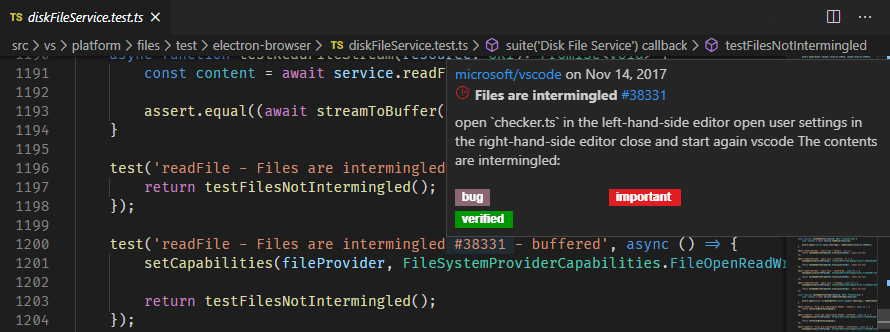 TS diskFileService.test.ts ×
src > vs > platform > files > test > electron-browser > TS diskFileService.test.ts > suite('Disk File Service') callback > testFilesNotIntermingled
1191 const content = await service.readF
1192
1193 assert.equal((await streamToBuffer(
1194 }
1195
1196 test('readFile - Files are intermingled
1197 return testFilesNotIntermingled();
1198 });
1199
1200 test('readFile - Files are intermingled #38331 - buffered', async () => {
1201 setCapabilities(fileProvider, FileSystemProviderCapabilities.FileOpenReadWr
1202
1203 return testFilesNotIntermingled();
1204 });
microsoft/vscode on Nov 14, 2017
Files are intermingled #38331
open `checker.ts` in the left-hand-side editor open user settings in
the right-hand-side editor close and start again vscode The contents
are intermingled:
bug important
verified